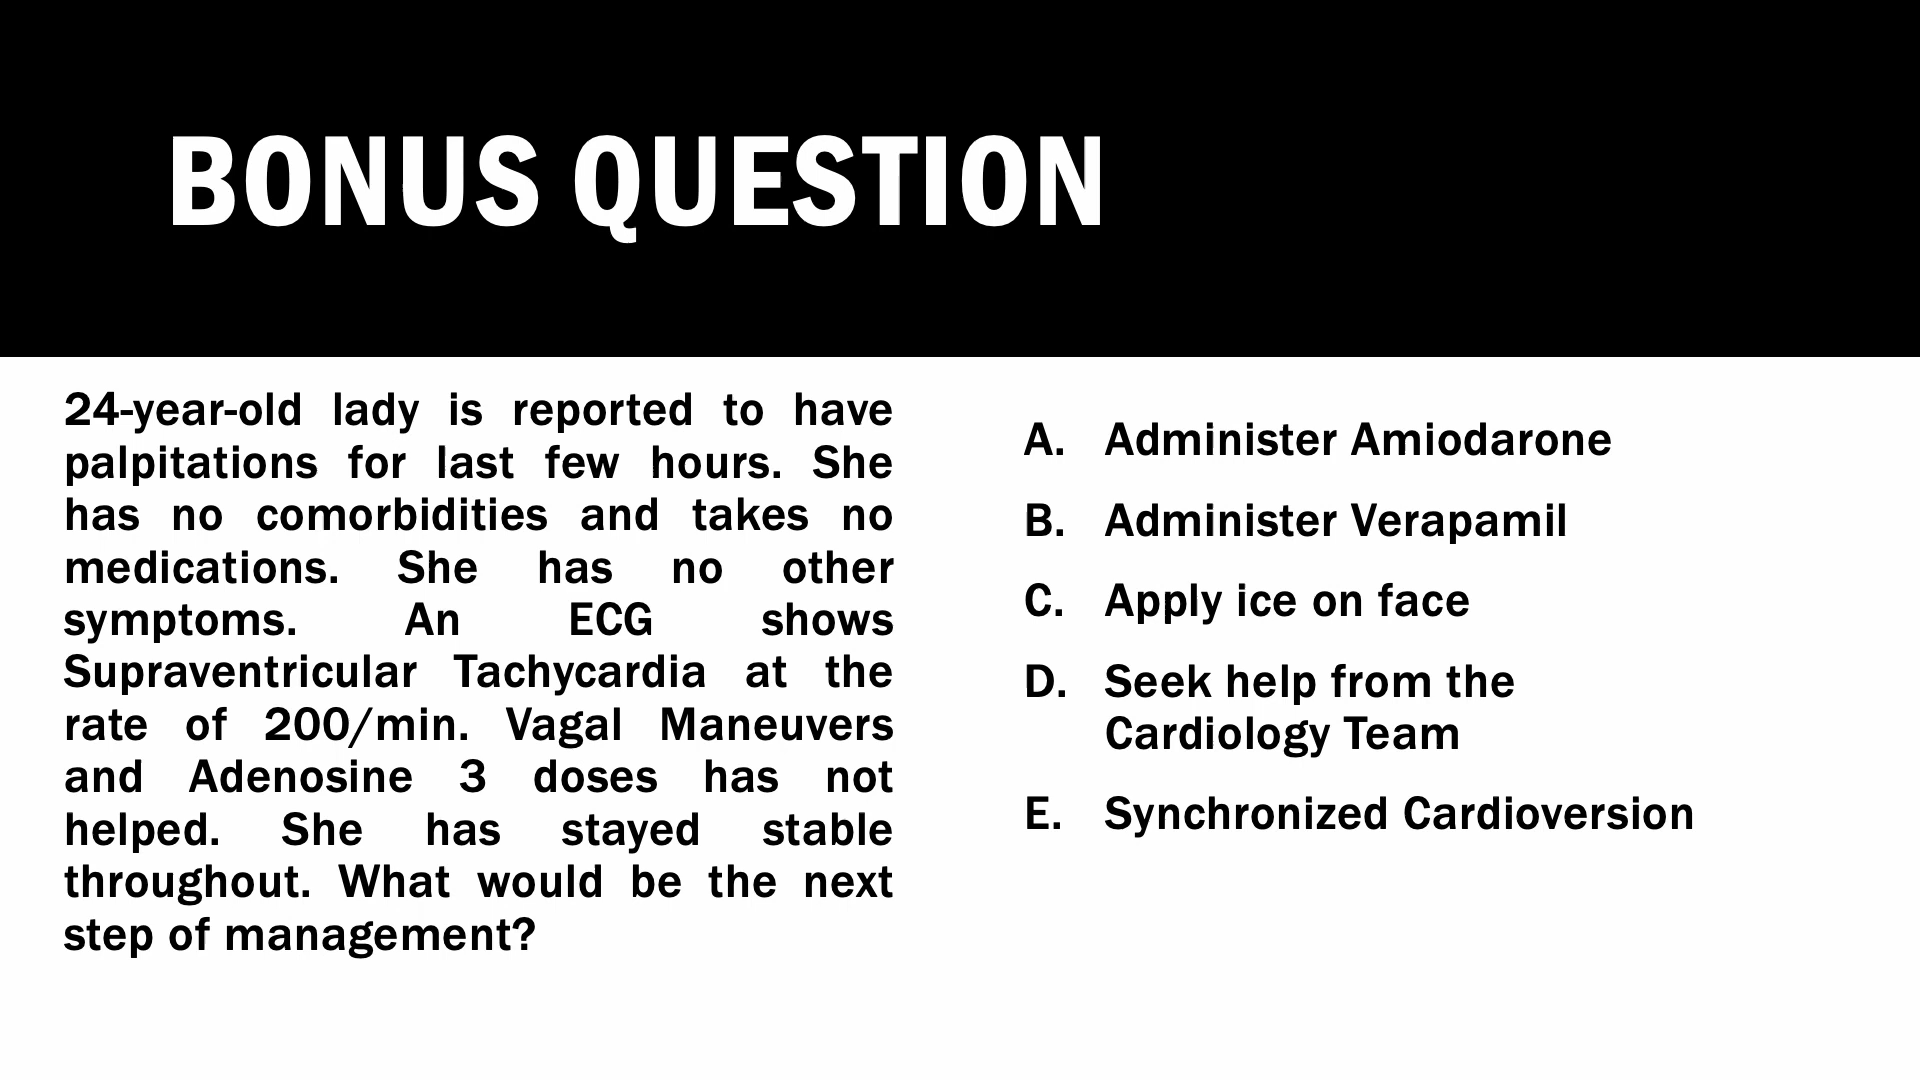 BONUS QUESTION
24-year-old lady is reported to have
palpitations for last few hours. She
has no comorbidities and takes no
medications. She has no other
symptoms. An ECG shows
Supraventricular Tachycardia at the
rate of 200/min. Vagal Maneuvers
and Adenosine 3 doses has not
helped. She has stayed stable
throughout. What would be the next
step of management?
A. Administer Amiodarone
B. Administer Verapamil
C. Apply ice on face
D. Seek help from the
Cardiology Team
E. Synchronized Cardioversion